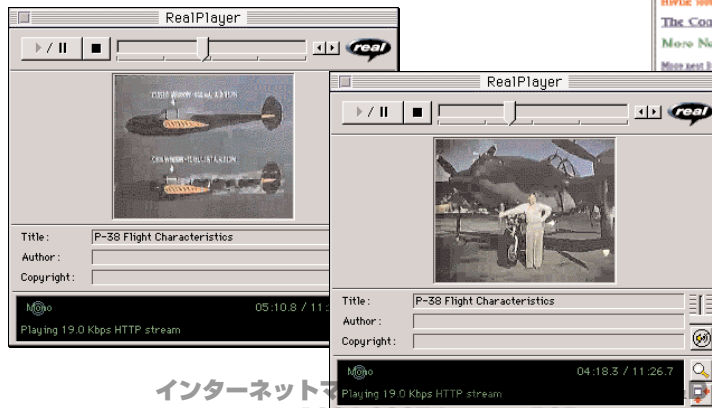 RealPlayer
real
Title: P-38 Flight Characteristics
Author:
Copyright:
Mono 05:10.8 / 11:
Playing 19.0 Kbps HTTP stream
RealPlayer
real
Title: P-38 Flight Characteristics
Author:
Copyright:
Mono 04:18.3 / 11:26.7
Playing 19.0 Kbps HTTP stream
The
More
インターネットマ